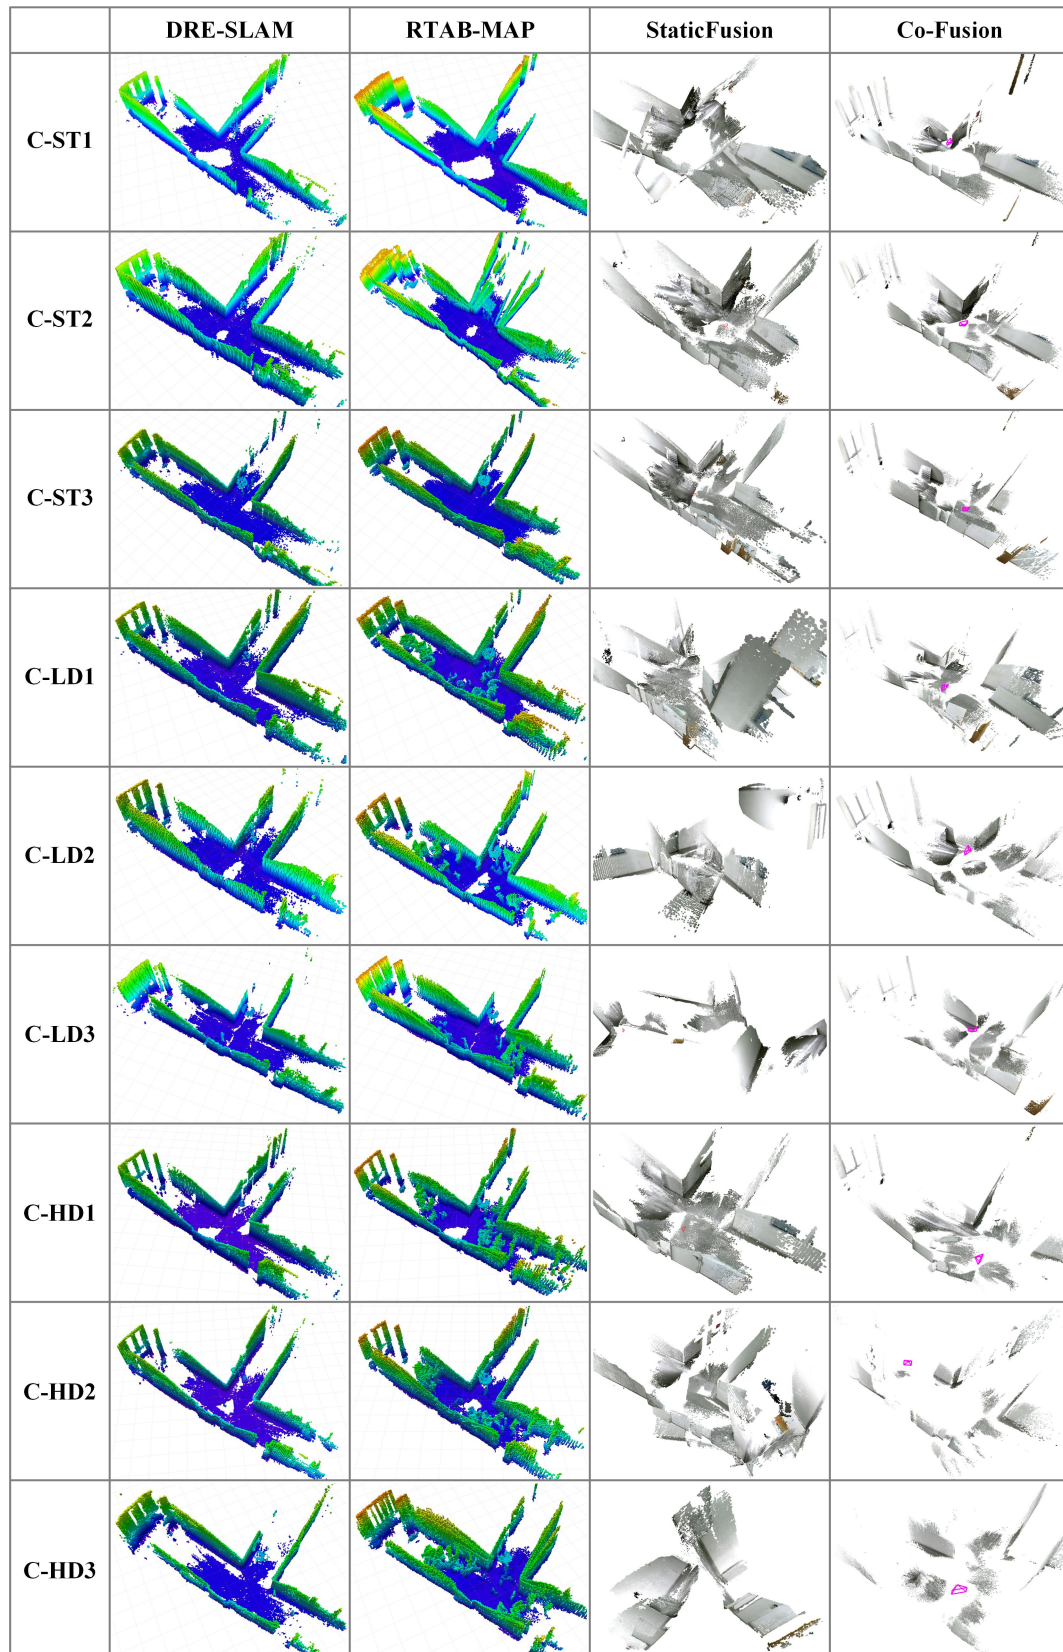 DRE-SLAM RTAB-MAP StaticFusion Co-Fusion
C-ST1
C-ST2
C-ST3
C-LD1
C-LD2
C-LD3
C-HD1
C-HD2
C-HD3